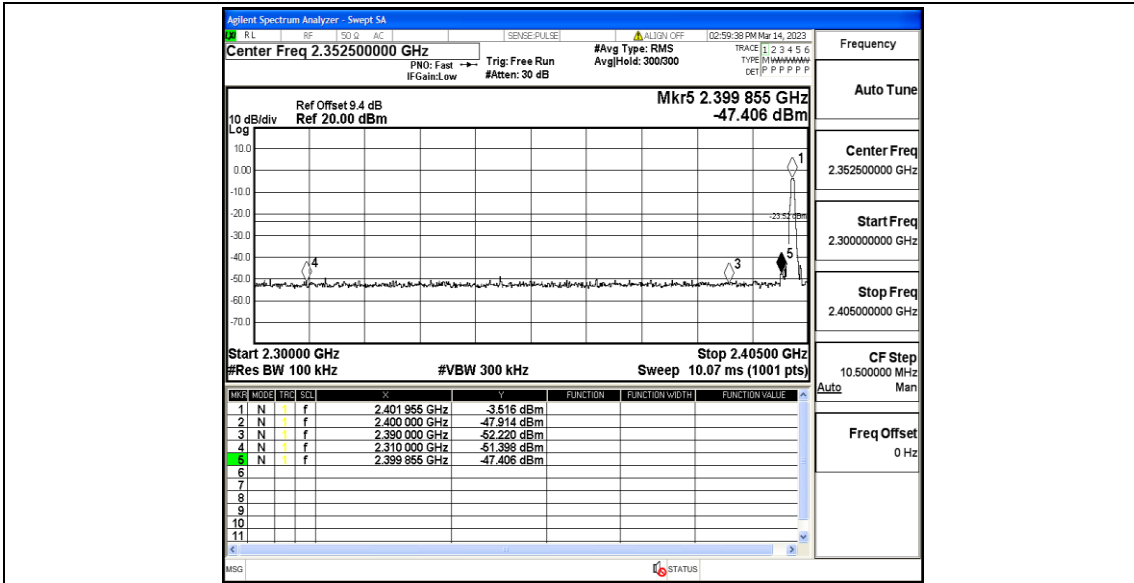 Agilent Spectrum Analyzer - Swept SA
RL RF 50 Ω AC SENSE:PULSE ALIGN OFF 02:59:38 PM Mar 14, 2023
Center Freq 2.352500000 GHz
PNO: Fast
IFGain:Low
Trig: Free Run
#Atten: 30 dB
#Avg Type: RMS
Avg|Hold: 300/300
TRACE 1 2 3 4 5 6
TYPE M WWWWW
DET P P P P P P
Mkr5 2.399 855 GHz
-47.406 dBm
Ref Offset 9.4 dB
10 dB/div Ref 20.00 dBm
Log
10.0
0.00
-10.0
-20.0
-30.0
-40.0
-50.0
-60.0
-70.0
1
-23.52 dBm
5
3
4
Start 2.30000 GHz Stop 2.40500 GHz
#Res BW 100 kHz #VBW 300 kHz Sweep 10.07 ms (1001 pts)
MKR MODE TRC SCL X Y FUNCTION FUNCTION WIDTH FUNCTION VALUE
1 N 1 f 2.401 955 GHz -3.516 dBm
2 N 1 f 2.400 000 GHz -47.914 dBm
3 N 1 f 2.390 000 GHz -52.220 dBm
4 N 1 f 2.310 000 GHz -51.398 dBm
5 N 1 f 2.399 855 GHz -47.406 dBm
6
7
8
9
10
11
MSG STATUS
Frequency
Auto Tune
Center Freq
2.352500000 GHz
Start Freq
2.300000000 GHz
Stop Freq
2.405000000 GHz
CF Step
10.500000 MHz
Auto Man
Freq Offset
0 Hz